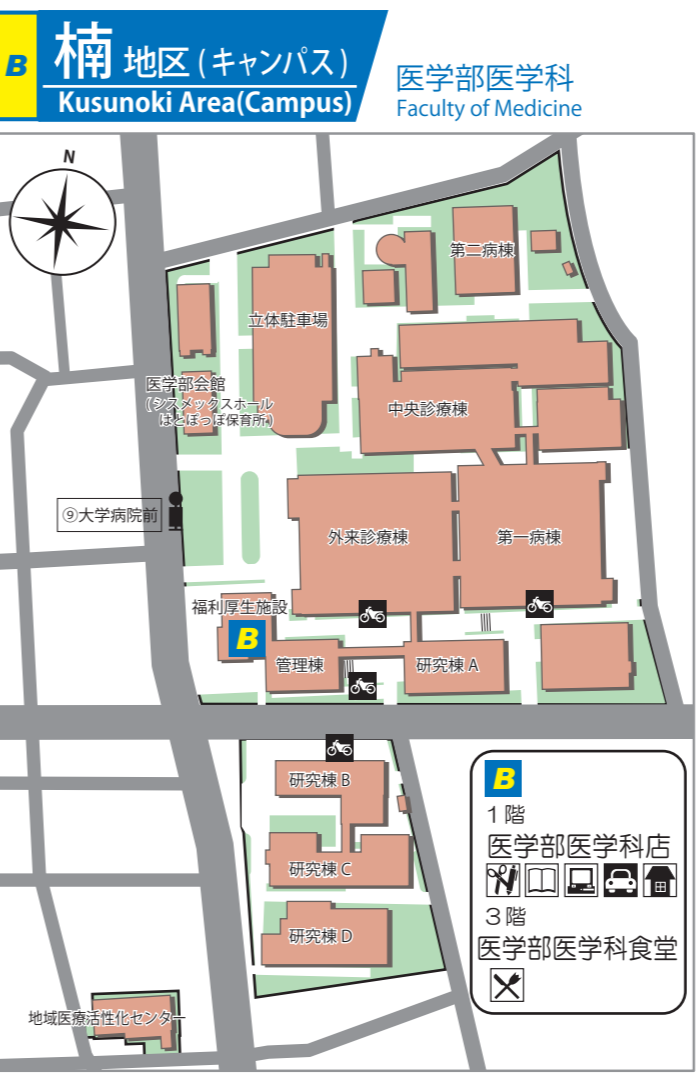 B
楠 地区 (キャンパス)
Kusunoki Area(Campus)
医学部医学科
Faculty of Medicine
N
第二病棟
立体駐車場
医学部会館
(シスメックスホール
はとぽっぽ保育所)
中央診療棟
⑨大学病院前
外来診療棟
第一病棟
福利厚生施設
B
管理棟
研究棟 A
研究棟 B
研究棟 C
研究棟 D
地域医療活性化センター
B
1階
医学部医学科店
3階
医学部医学科食堂